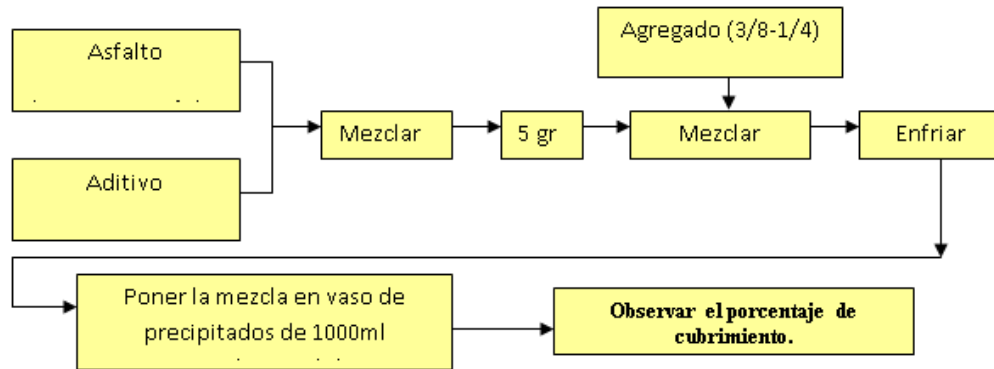 Asfalto
Aditivo
Mezclar
5 gr
Agregado (3/8-1/4)
Mezclar
Enfriar
Poner la mezcla en vaso de
precipitados de 1000ml
Observar el porcentaje de
cubrimiento.